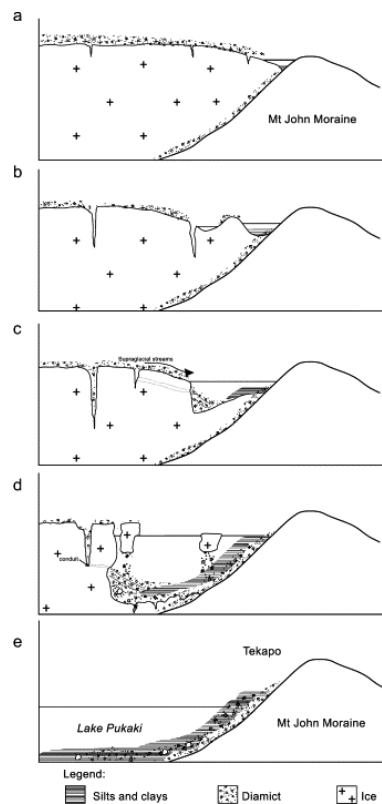 a
Mt John Moraine
b
c
Supraglacial streams
d
conduit
e
Tekapo
Lake Pukaki
Mt John Moraine
Legend:
Silts and clays
Diamict
Ice